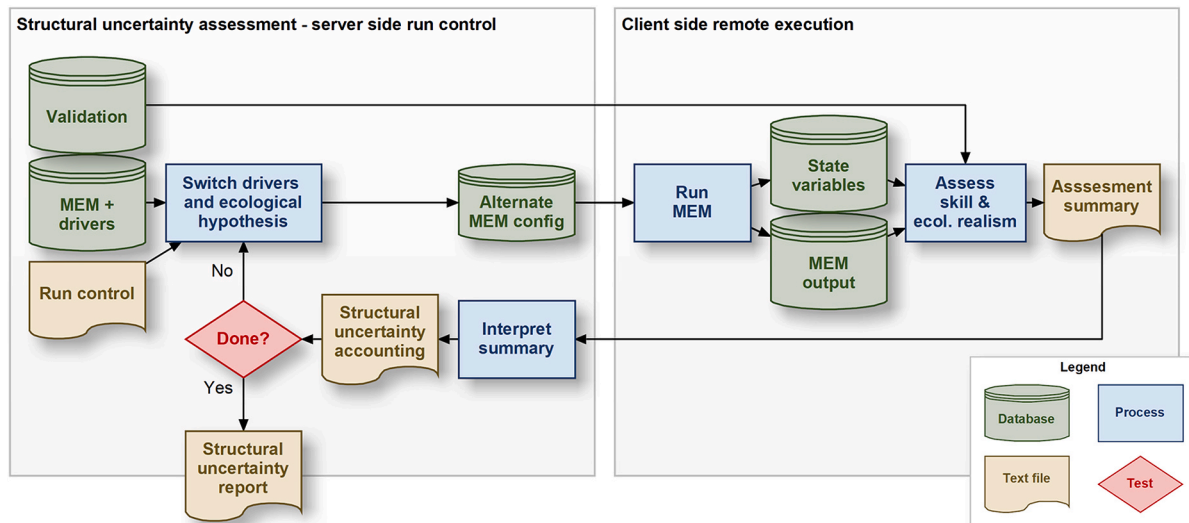 Structural uncertainty assessment - server side run control
Client side remote execution
Validation
MEM +
drivers
Run control
Switch drivers
and ecological
hypothesis
Alternate
MEM config
Run
MEM
State
variables
MEM
output
Assess
skill &
ecol. realism
Asssesment
summary
No
Done?
Yes
Structural
uncertainty
accounting
Interpret
summary
Structural
uncertainty
report
Legend
Database
Process
Text file
Test